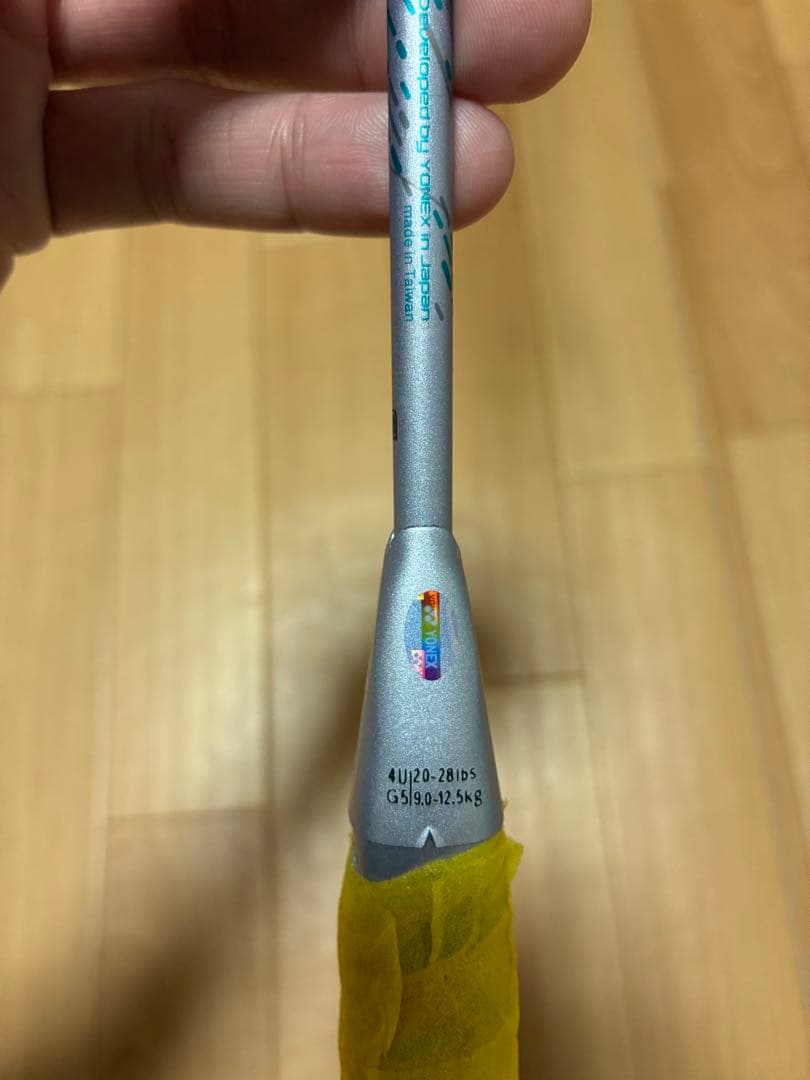 Developed by YONEX in Japan
made in Taiwan
YONEX
4U 20-28lbs
G5 9.0-12.5kg